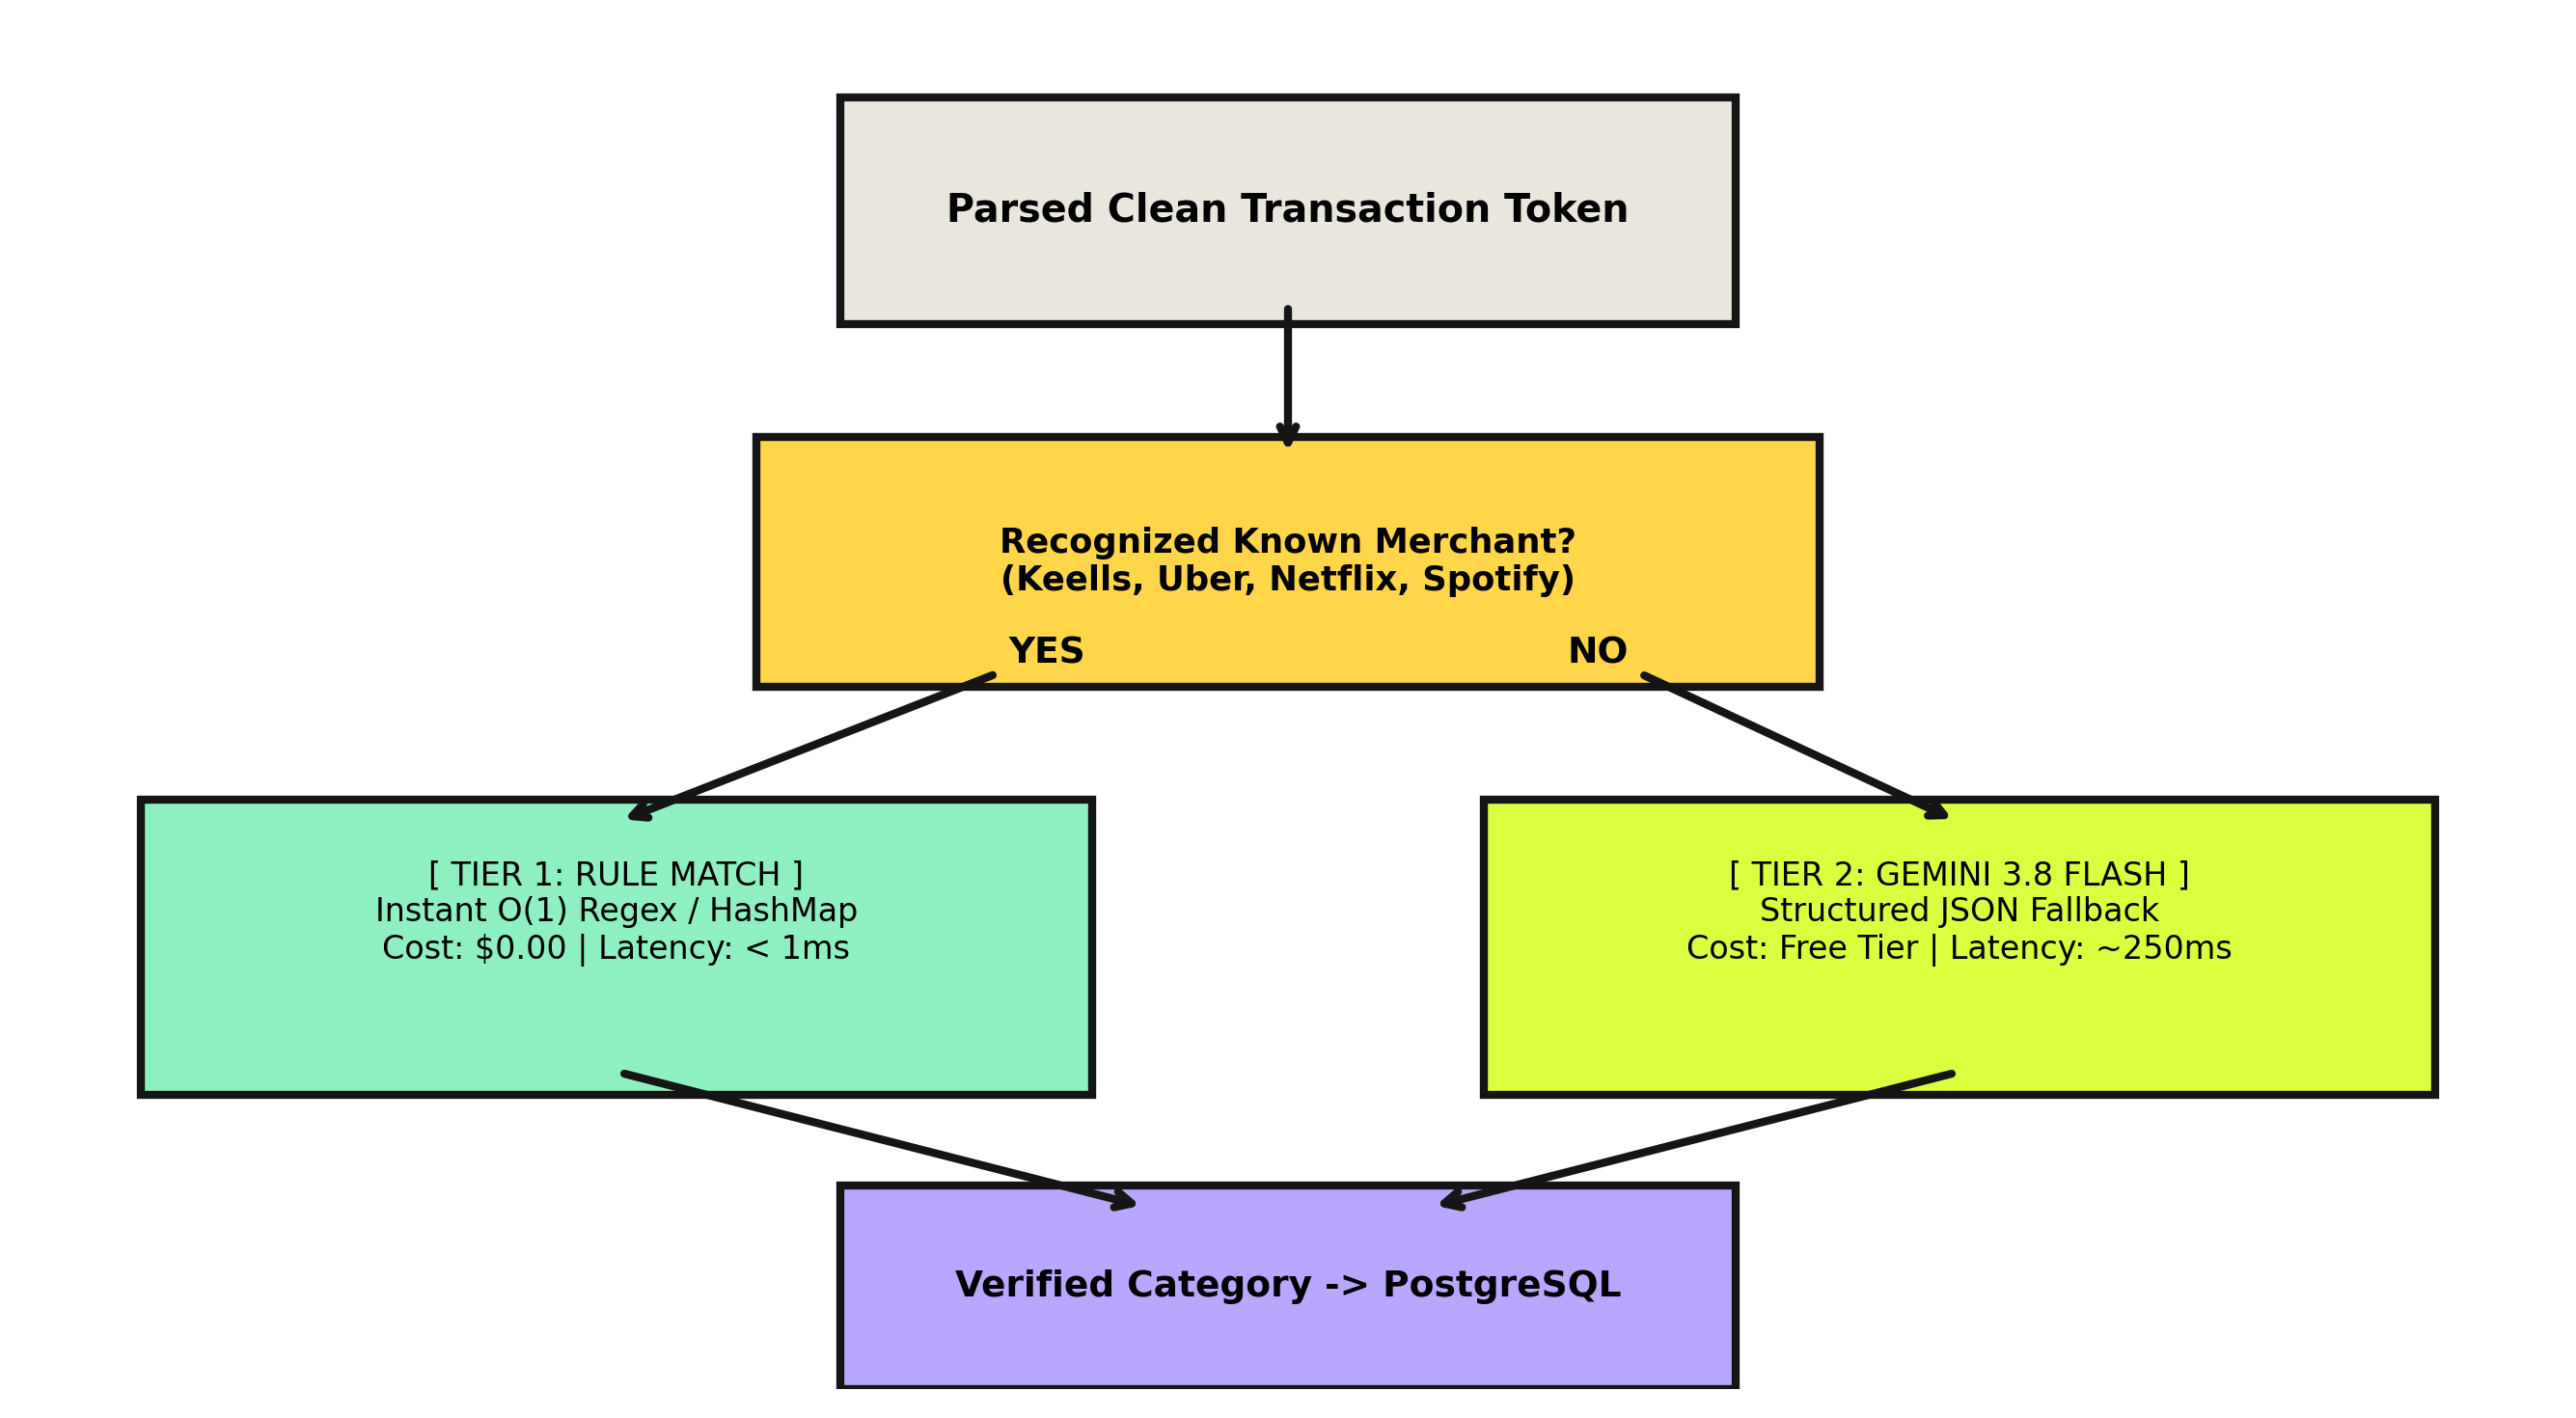 Parsed Clean Transaction Token
Recognized Known Merchant?
(Keells, Uber, Netflix, Spotify)
YES
NO
[ TIER 1: RULE MATCH ]
Instant O(1) Regex / HashMap
Cost: $0.00 | Latency: < 1ms
[ TIER 2: GEMINI 3.8 FLASH ]
Structured JSON Fallback
Cost: Free Tier | Latency: ~250ms
Verified Category -> PostgreSQL